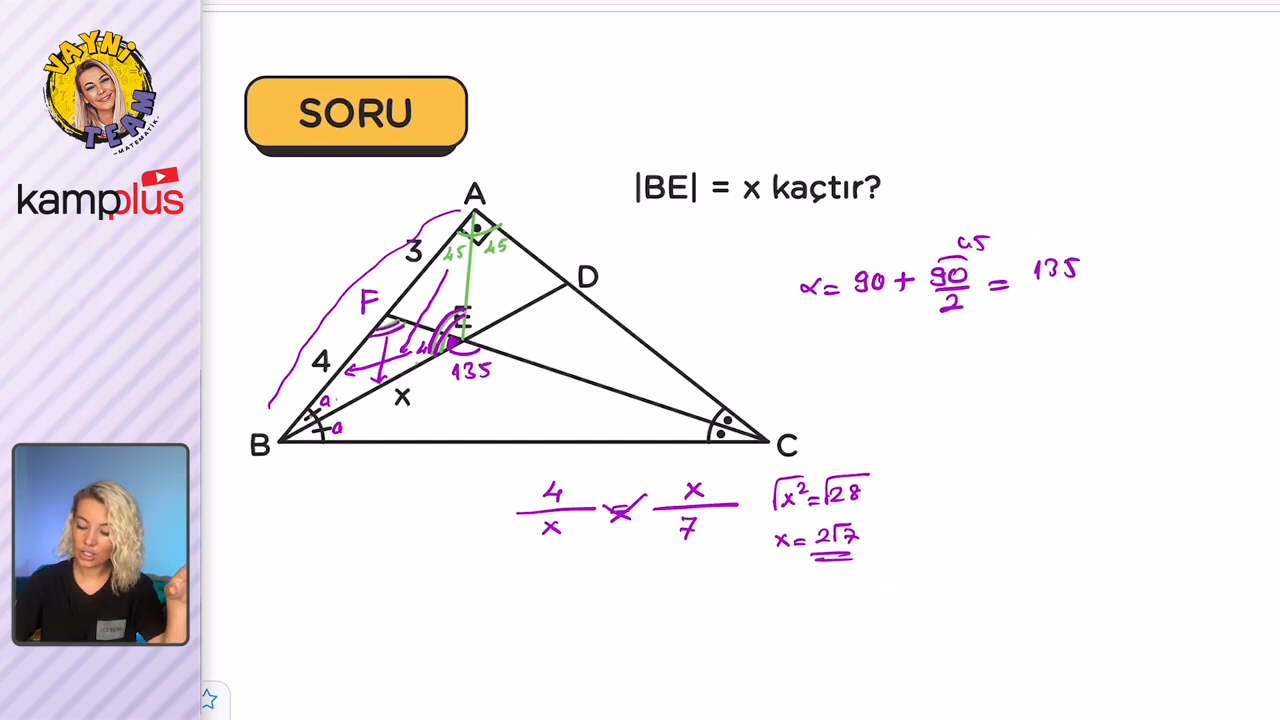 VAYNi
TEAM
-MATEMATİK-
kampplus
SORU
|BE| = x kaçtır?
A
3
45 45
D
F
E
4
x
135
a
a
B
C
α = 90 + 90/2 = 135
45
4/x = x/7
√x² = √28
x = 2√7